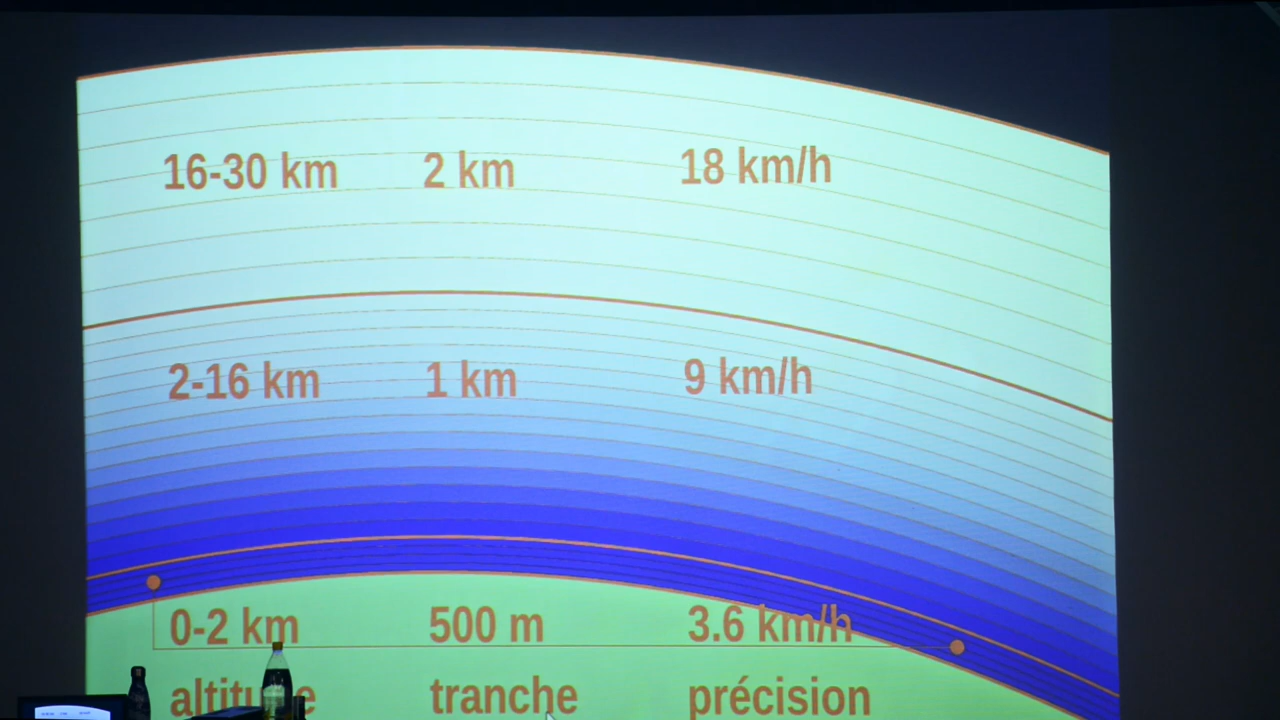 16-30 km 2 km 18 km/h
2-16 km 1 km 9 km/h
0-2 km 500 m 3.6 km/h
altitude tranche précision